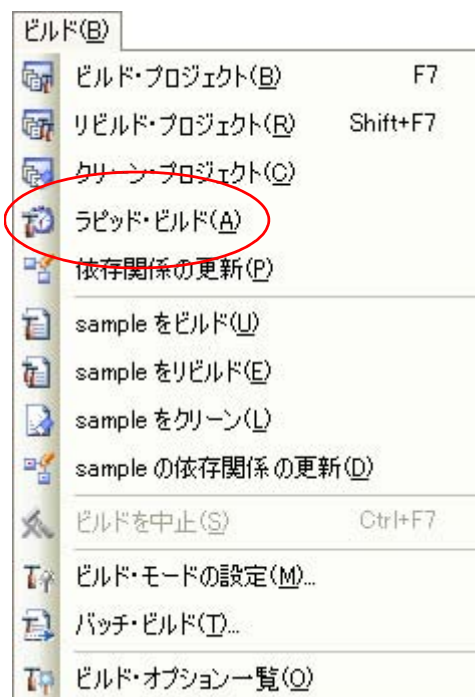 ビルド(B)
ビルド・プロジェクト(B) F7
リビルド・プロジェクト(R) Shift+F7
クリーン・プロジェクト(C)
ラピッド・ビルド(A)
依存関係の更新(P)
sample をビルド(U)
sample をリビルド(E)
sample をクリーン(L)
sample の依存関係の更新(D)
ビルドを中止(S) Ctrl+F7
ビルド・モードの設定(M)...
バッチ・ビルド(T)...
ビルド・オプション一覧(O)